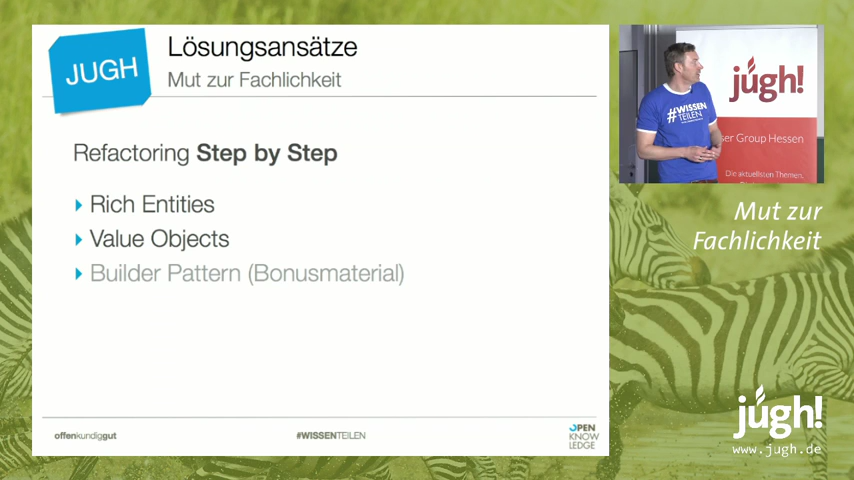 JUGH
Lösungsansätze
Mut zur Fachlichkeit
Refactoring Step by Step
Rich Entities
Value Objects
Builder Pattern (Bonusmaterial)
offenkundiggut
#WISSENTEILEN
OPEN
KNOW
LEDGE
#WISSEN
TEILEN
jugh!
ser Group Hessen
Die aktuellsten Themen.
Mut zur
Fachlichkeit
jugh!
www.jugh.de